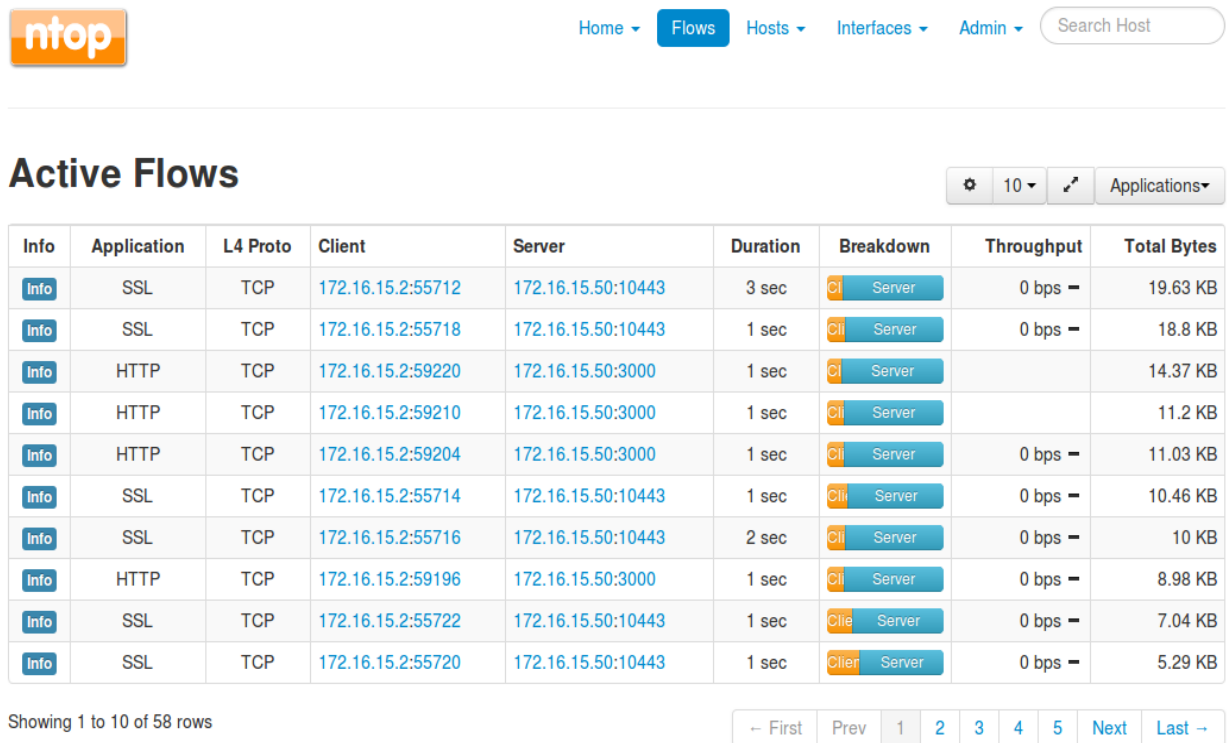 ntop
Home Flows Hosts Interfaces Admin Search Host
Active Flows
10 Applications
Info Application L4 Proto Client Server Duration Breakdown Throughput Total Bytes
Info SSL TCP 172.16.15.2:55712 172.16.15.50:10443 3 sec Cl Server 0 bps 19.63 KB
Info SSL TCP 172.16.15.2:55718 172.16.15.50:10443 1 sec Cli Server 0 bps 18.8 KB
Info HTTP TCP 172.16.15.2:59220 172.16.15.50:3000 1 sec Cl Server 14.37 KB
Info HTTP TCP 172.16.15.2:59210 172.16.15.50:3000 1 sec Cli Server 11.2 KB
Info HTTP TCP 172.16.15.2:59204 172.16.15.50:3000 1 sec Cli Server 0 bps 11.03 KB
Info SSL TCP 172.16.15.2:55714 172.16.15.50:10443 1 sec Clie Server 0 bps 10.46 KB
Info SSL TCP 172.16.15.2:55716 172.16.15.50:10443 2 sec Cli Server 0 bps 10 KB
Info HTTP TCP 172.16.15.2:59196 172.16.15.50:3000 1 sec Cli Server 0 bps 8.98 KB
Info SSL TCP 172.16.15.2:55722 172.16.15.50:10443 1 sec Clie Server 0 bps 7.04 KB
Info SSL TCP 172.16.15.2:55720 172.16.15.50:10443 1 sec Clien Server 0 bps 5.29 KB
Showing 1 to 10 of 58 rows
← First Prev 1 2 3 4 5 Next Last →